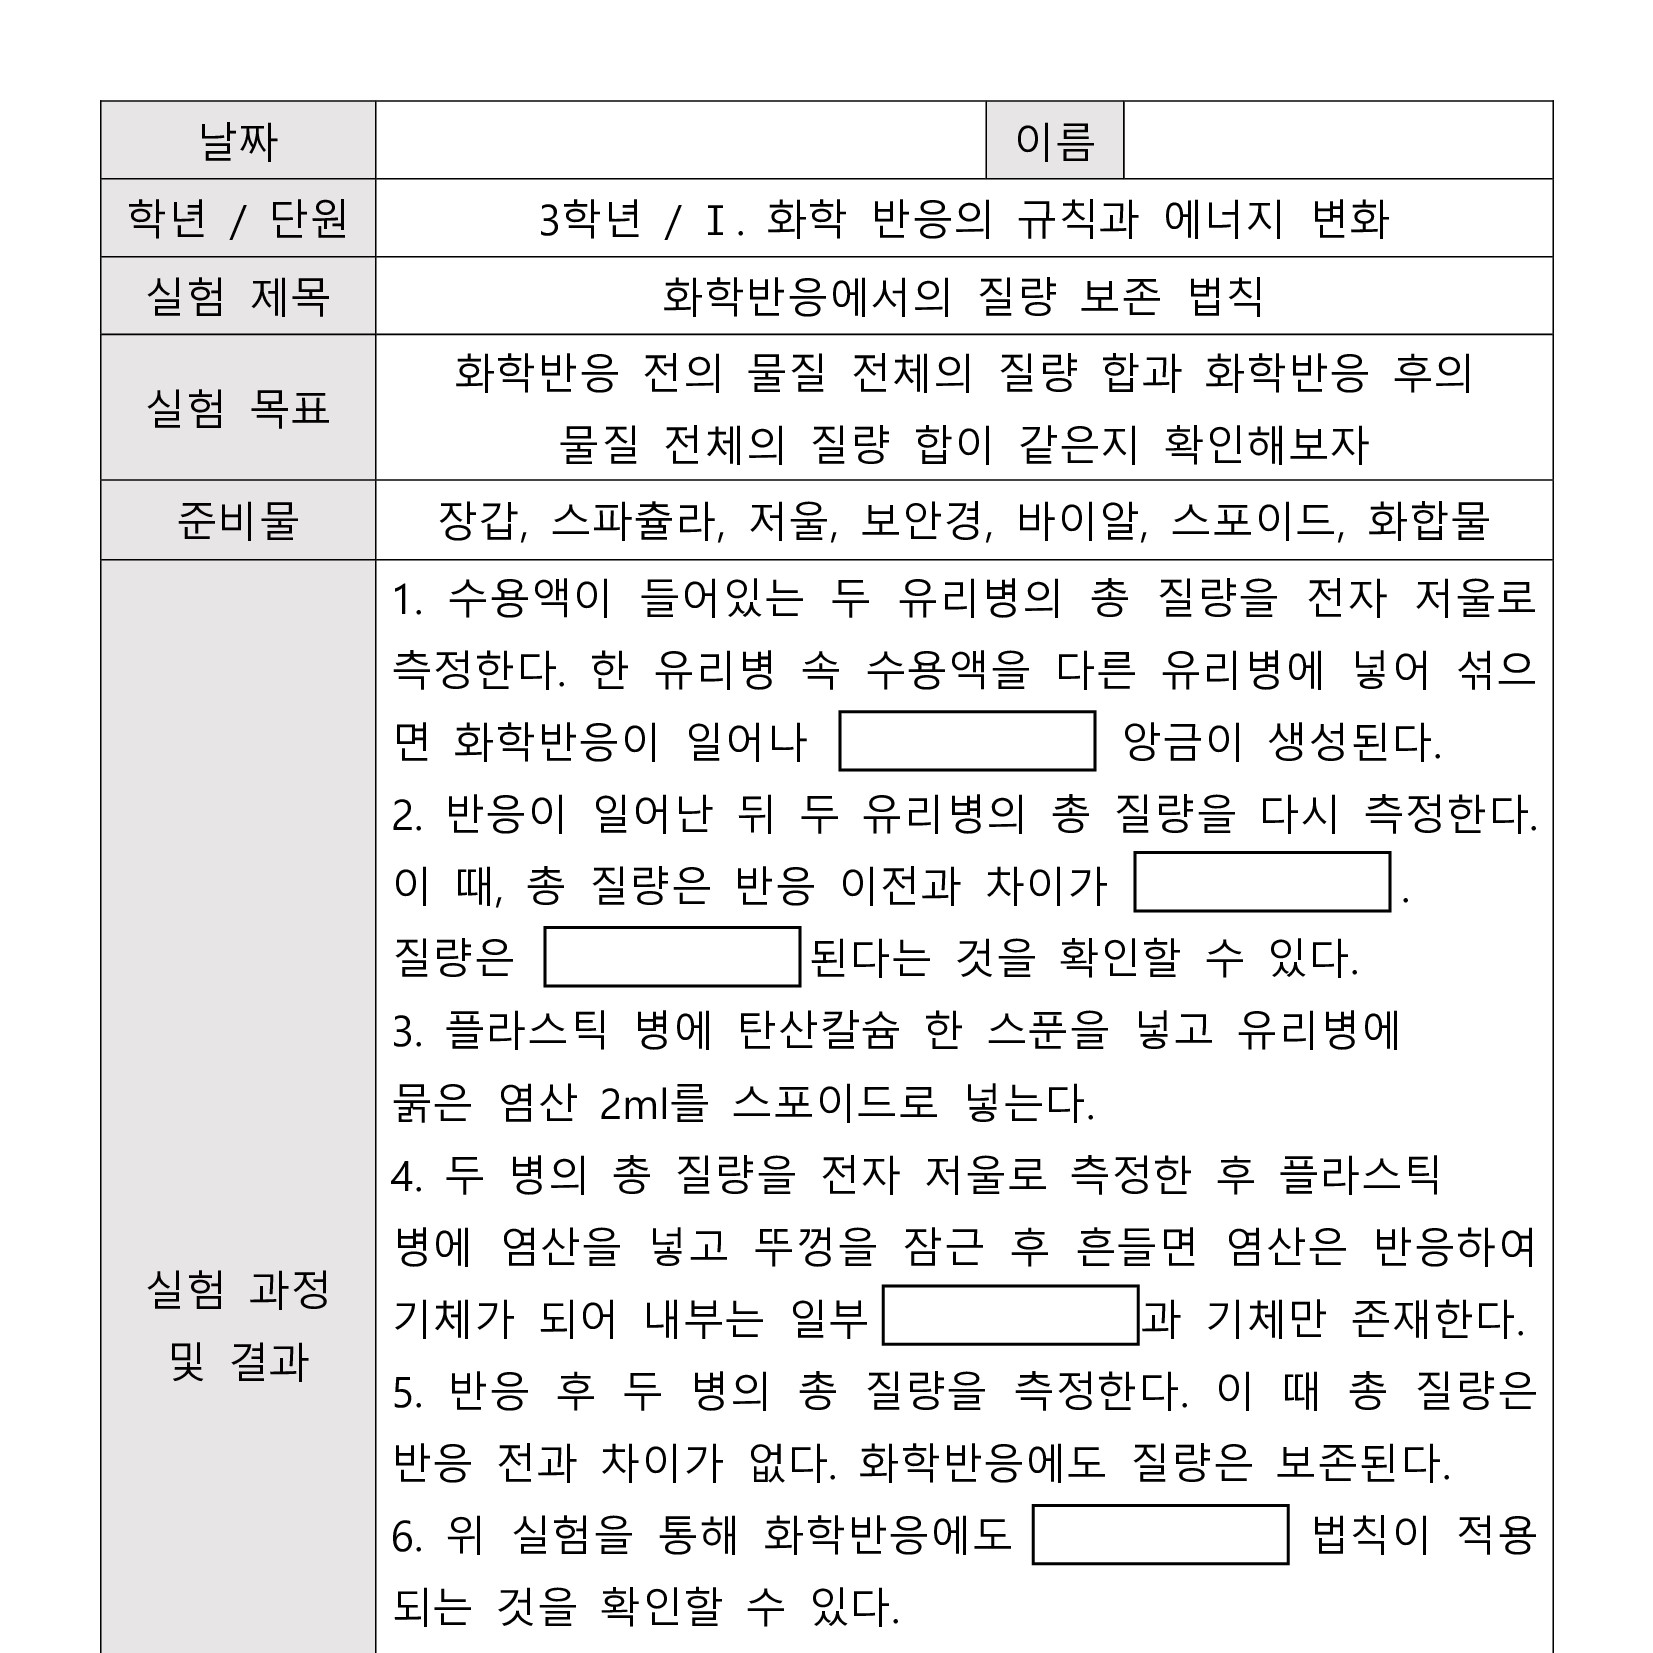 날짜 이름
학년 / 단원 3학년 / Ⅰ. 화학 반응의 규칙과 에너지 변화
실험 제목 화학반응에서의 질량 보존 법칙
실험 목표
화학반응 전의 물질 전체의 질량 합과 화학반응 후의
물질 전체의 질량 합이 같은지 확인해보자
준비물 장갑, 스파츌라, 저울, 보안경, 바이알, 스포이드, 화합물
실험 과정
및 결과
1. 수용액이 들어있는 두 유리병의 총 질량을 전자 저울로
측정한다. 한 유리병 속 수용액을 다른 유리병에 넣어 섞으
면 화학반응이 일어나 앙금이 생성된다.
2. 반응이 일어난 뒤 두 유리병의 총 질량을 다시 측정한다.
이 때, 총 질량은 반응 이전과 차이가 .
질량은 된다는 것을 확인할 수 있다.
3. 플라스틱 병에 탄산칼슘 한 스푼을 넣고 유리병에
묽은 염산 2ml를 스포이드로 넣는다.
4. 두 병의 총 질량을 전자 저울로 측정한 후 플라스틱
병에 염산을 넣고 뚜껑을 잠근 후 흔들면 염산은 반응하여
기체가 되어 내부는 일부 과 기체만 존재한다.
5. 반응 후 두 병의 총 질량을 측정한다. 이 때 총 질량은
반응 전과 차이가 없다. 화학반응에도 질량은 보존된다.
6. 위 실험을 통해 화학반응에도 법칙이 적용
되는 것을 확인할 수 있다.